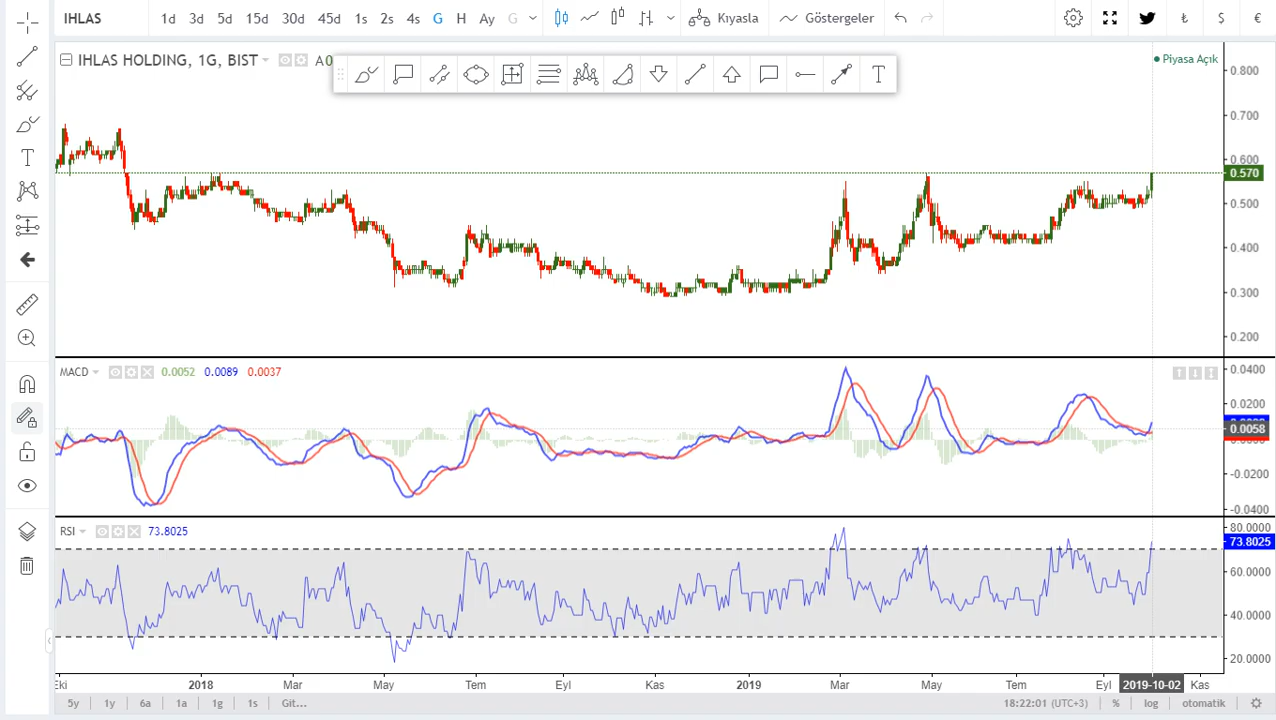 IHLAS 1d 3d 5d 15d 30d 45d 1s 2s 4s G H Ay G Kıyasla Göstergeler ₺ $ €
IHLAS HOLDING, 1G, BIST A0
Piyasa Açık
T
T
0.800
0.700
0.600
0.570
0.500
0.400
0.300
0.200
MACD 0.0052 0.0089 0.0037
0.0400
0.0200
0.0058
-0.0200
-0.0400
RSI 73.8025
80.0000
73.8025
60.0000
40.0000
20.0000
Eki 2018 Mar May Tem Eyl Kas 2019 Mar May Tem Eyl 2019-10-02 Kas
5y 1y 6a 1a 1g 1s Git... 18:22:01 (UTC+3) % log otomatik